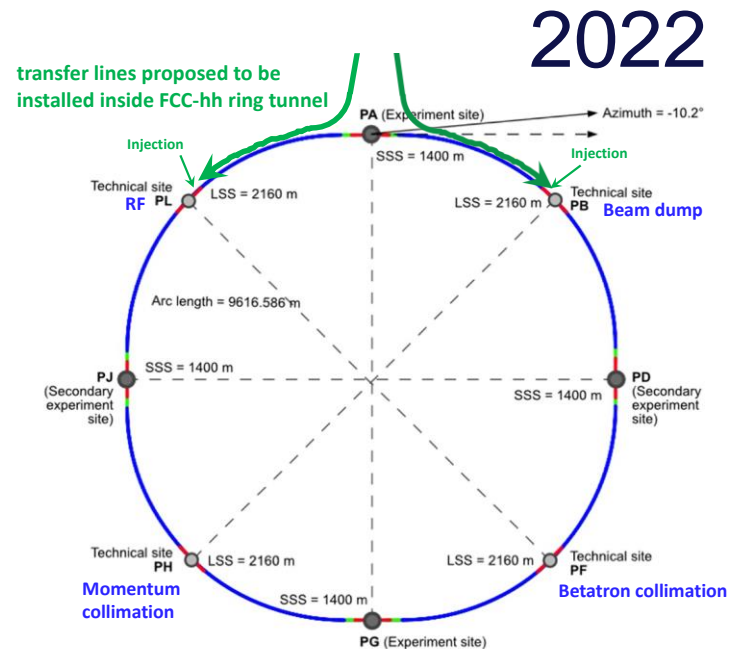 2022
transfer lines proposed to be
installed inside FCC-hh ring tunnel
PA (Experiment site)
Azimuth = -10.2°
Injection
SSS = 1400 m
Injection
Technical site
RF PL
LSS = 2160 m
LSS = 2160 m
Technical site
PB
Beam dump
Arc length = 9616.586 m
PJ
(Secondary
experiment
site)
SSS = 1400 m
SSS = 1400 m
PD
(Secondary
experiment
site)
Technical site
PH
LSS = 2160 m
LSS = 2160 m
Technical site
PF
Momentum
collimation
Betatron collimation
SSS = 1400 m
PG (Experiment site)